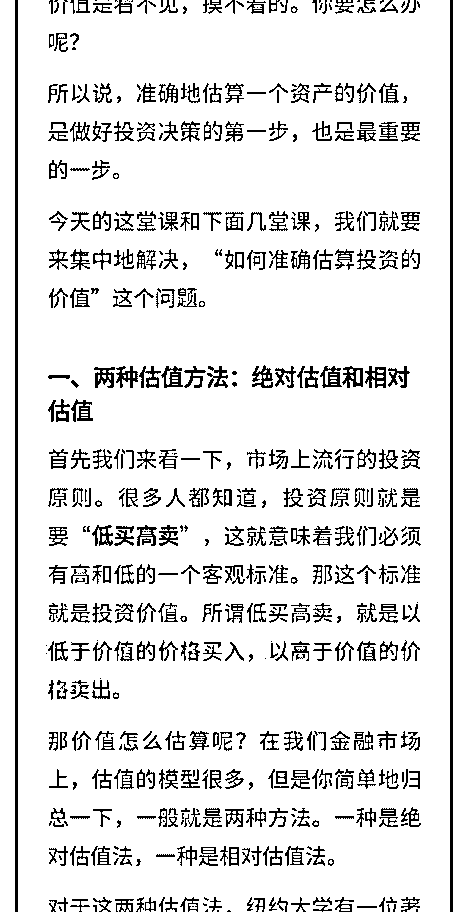 价值是看不见，摸不着的。你要怎么办
呢？
所以说，准确地估算一个资产的价值，
是做好投资决策的第一步，也是最重要
的一步。
今天的这堂课和下面几堂课，我们就要
来集中地解决，“如何准确估算投资的
价值”这个问题。
一、两种估值方法：绝对估值和相对
估值
首先我们来看一下，市场上流行的投资
原则。很多人都知道，投资原则就是
要“低买高卖”，这就意味着我们必须
有高和低的一个客观标准。那这个标准
就是投资价值。所谓低买高卖，就是以
低于价值的价格买入，以高于价值的价
格卖出。
那价值怎么估算呢？在我们金融市场
上，估值的模型很多，但是你简单地归
总一下，一般就是两种方法。一种是绝
对估值法，一种是相对估值法。
对于这两种估值法，纽约大学有一位著